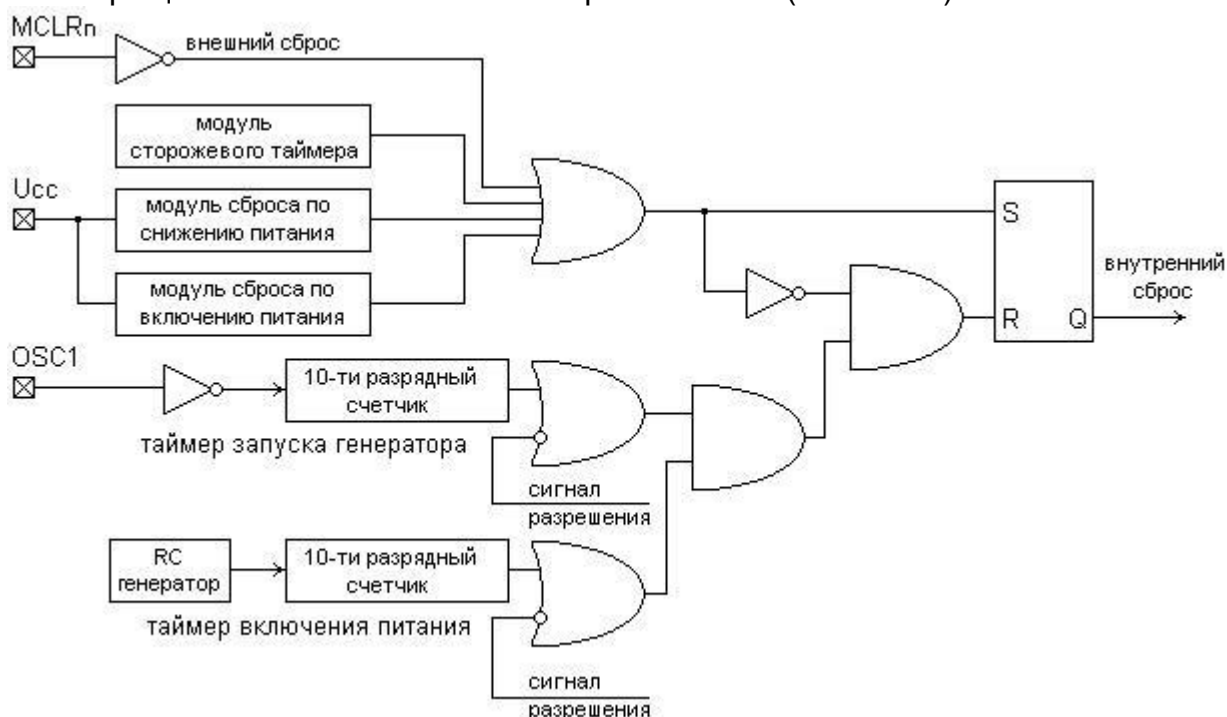 MCLRn
внешний сброс
модуль
сторожевого таймера
Ucc
модуль сброса по
снижению питания
модуль сброса по
включению питания
S
R
Q
внутренний
сброс
OSC1
10-ти разрядный
счетчик
таймер запуска генератора
сигнал
разрешения
RC
генератор
10-ти разрядный
счетчик
таймер включения питания
сигнал
разрешения